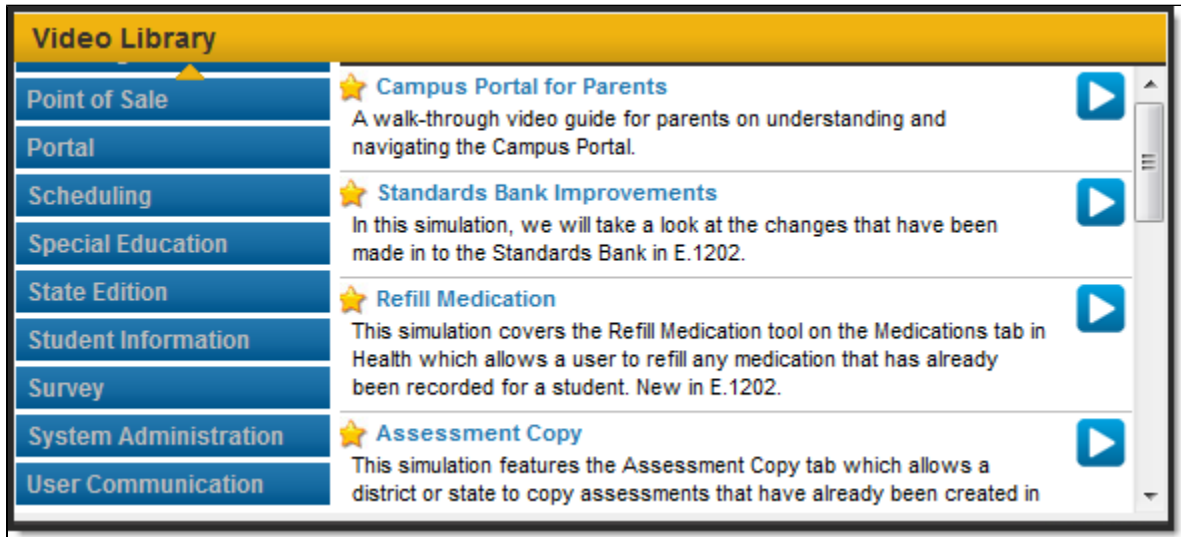 Video Library
Point of Sale
Portal
Scheduling
Special Education
State Edition
Student Information
Survey
System Administration
User Communication
Campus Portal for Parents
A walk-through video guide for parents on understanding and
navigating the Campus Portal.
Standards Bank Improvements
In this simulation, we will take a look at the changes that have been
made in to the Standards Bank in E.1202.
Refill Medication
This simulation covers the Refill Medication tool on the Medications tab in
Health which allows a user to refill any medication that has already
been recorded for a student. New in E.1202.
Assessment Copy
This simulation features the Assessment Copy tab which allows a
district or state to copy assessments that have already been created in